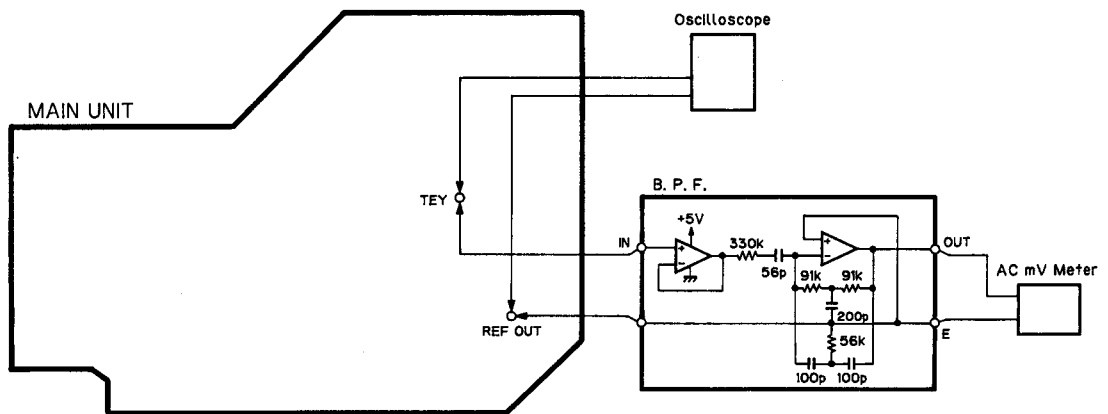 Oscilloscope
MAIN UNIT
TEY
REF OUT
B. P. F.
+5V
IN
330k
56p
+
-
+
-
91k
91k
200p
56k
100p
100p
OUT
E
AC mV Meter